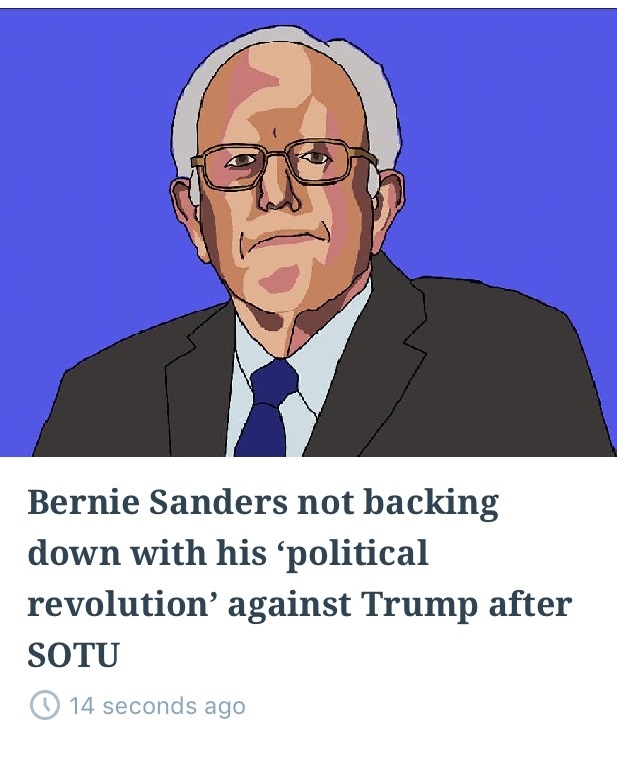 Bernie Sanders not backing
down with his ‘political
revolution’ against Trump after
SOTU
14 seconds ago